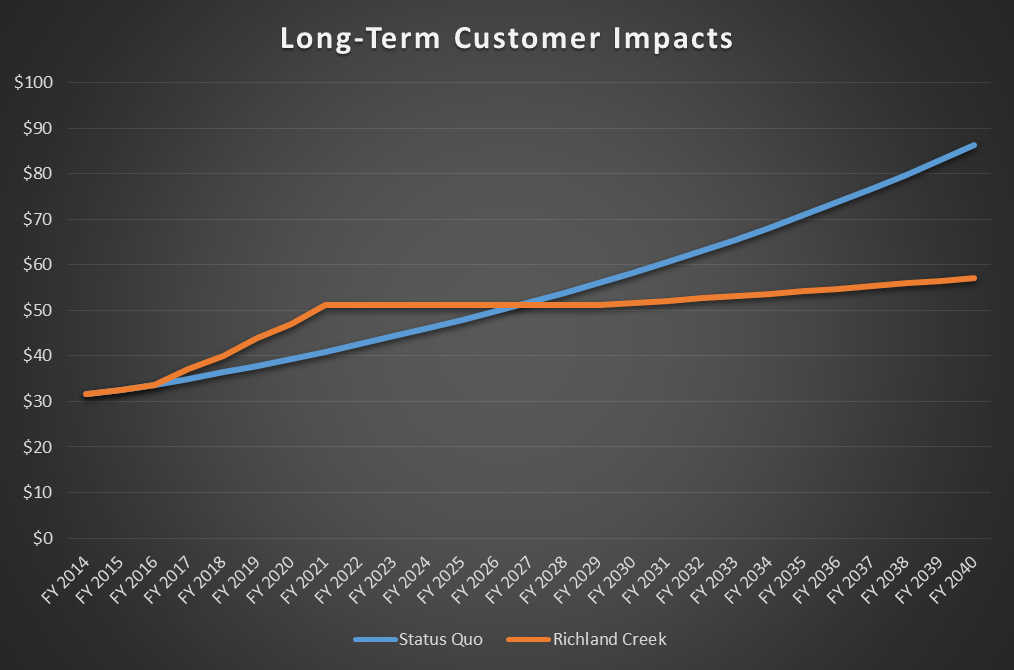 Long-Term Customer Impacts
$100
$90
$80
$70
$60
$50
$40
$30
$20
$10
$0
FY 2014
FY 2015
FY 2016
FY 2017
FY 2018
FY 2019
FY 2020
FY 2021
FY 2022
FY 2023
FY 2024
FY 2025
FY 2026
FY 2027
FY 2028
FY 2029
FY 2030
FY 2031
FY 2032
FY 2033
FY 2034
FY 2035
FY 2036
FY 2037
FY 2038
FY 2039
FY 2040
Status Quo
Richland Creek